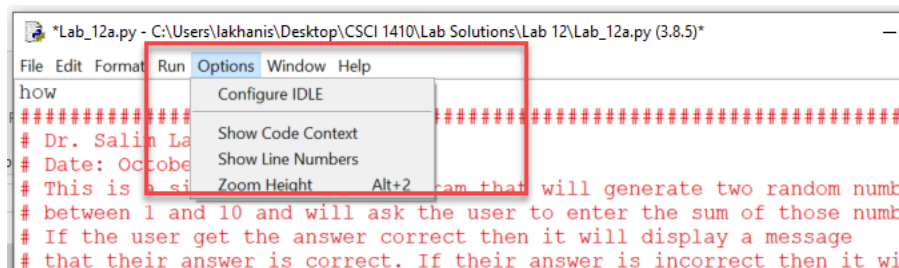 *Lab_12a.py - C:\Users\lakhanis\Desktop\CSCI 1410\Lab Solutions\Lab 12\Lab_12a.py (3.8.5)*
File Edit Format Run Options Window Help
how
Configure IDLE
##############################################################
# Dr. Salim La
Show Code Context
# Date: Octobe
Show Line Numbers
# This is a si ram that will generate two random numb
Zoom Height Alt+2
# between 1 and 10 and will ask the user to enter the sum of those numb
# If the user get the answer correct then it will display a message
# that their answer is correct. If their answer is incorrect then it wi